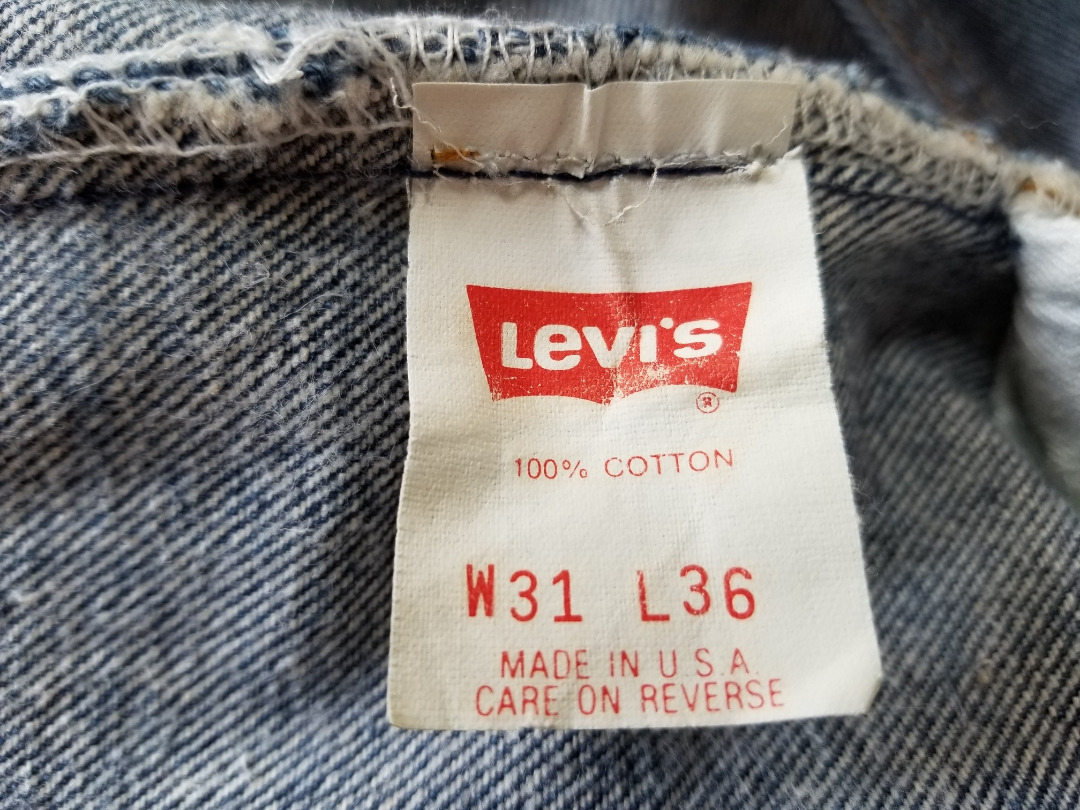 Levi's
®
100% COTTON
W31 L36
MADE IN U.S.A.
CARE ON REVERSE